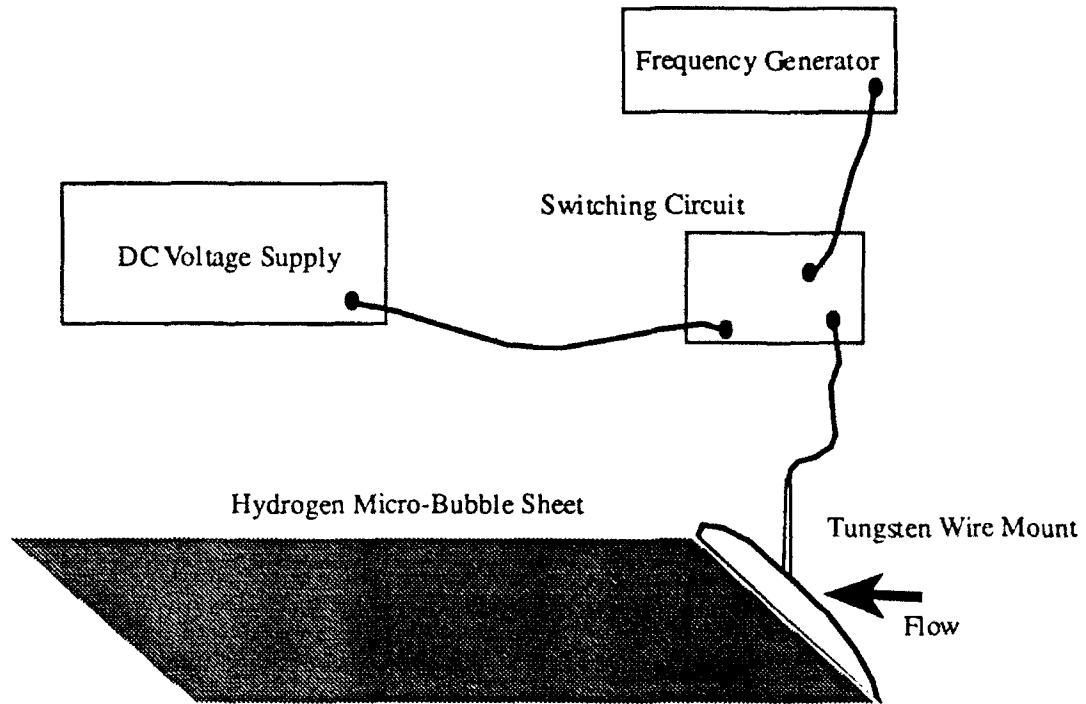 Frequency Generator
Switching Circuit
DC Voltage Supply
Hydrogen Micro-Bubble Sheet
Tungsten Wire Mount
Flow